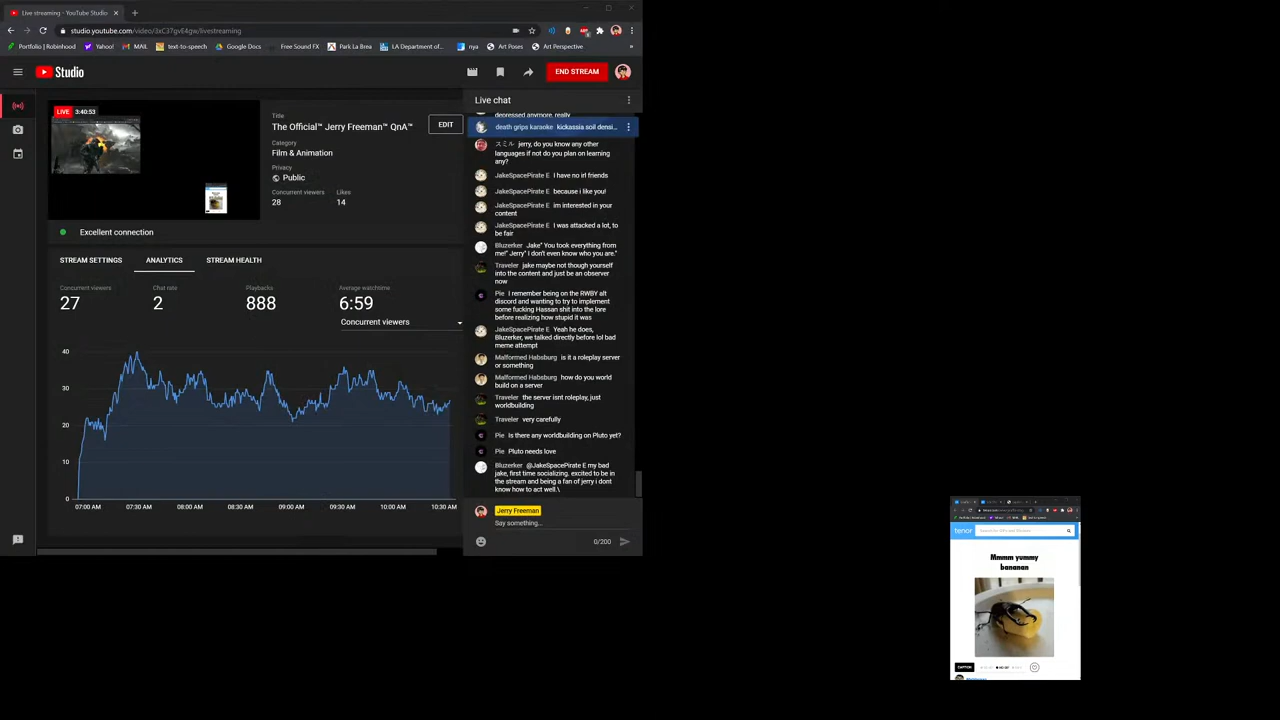 Live streaming - YouTube Studio
studio.youtube.com/video/3xC37gvE4gw/livestreaming
Portfolio | Robinhood
Yahoo!
MAIL
text-to-speech
Google Docs
Free Sound FX
Park La Brea
LA Department of...
nya
Art Poses
Art Perspective
Studio
END STREAM
LIVE 3:40:53
Title
The Official™ Jerry Freeman™ QnA™
EDIT
Category
Film & Animation
Privacy
Public
Concurrent viewers
Likes
28
14
Excellent connection
STREAM SETTINGS
ANALYTICS
STREAM HEALTH
Concurrent viewers
Chat rate
Playbacks
Average watchtime
27
2
888
6:59
Concurrent viewers
40
30
20
10
0
07:00 AM
07:30 AM
08:00 AM
08:30 AM
09:00 AM
09:30 AM
10:00 AM
10:30 AM
Live chat
depressed anymore, really
death grips karaoke kickassia soil densi...
スミル jerry, do you know any other
languages if not do you plan on learning
any?
JakeSpacePirate E I have no irl friends
JakeSpacePirate E because i like you!
JakeSpacePirate E im interested in your
content
JakeSpacePirate E I was attacked a lot, to
be fair
Bluzerker Jake" You took everything from
me!" Jerry" I don't even know who you are."
Traveler jake maybe not though yourself
into the content and just be an observer
now
Pie I remember being on the RWBY alt
discord and wanting to try to implement
some fucking Hassan shit into the lore
before realizing how stupid it was
JakeSpacePirate E Yeah he does,
Bluzerker, we talked directly before lol bad
meme attempt
Malformed Habsburg is it a roleplay server
or something
Malformed Habsburg how do you world
build on a server
Traveler the server isnt roleplay, just
worldbuilding
Traveler very carefully
Pie Is there any worldbuilding on Pluto yet?
Pie Pluto needs love
Bluzerker @JakeSpacePirate E my bad
jake, first time socializing. excited to be in
the stream and being a fan of jerry i dont
know how to act well.\
Jerry Freeman
Say something...
0/200
tenor
Search for GIFs and Stickers
Mmmm yummy
bananan
CAPTION